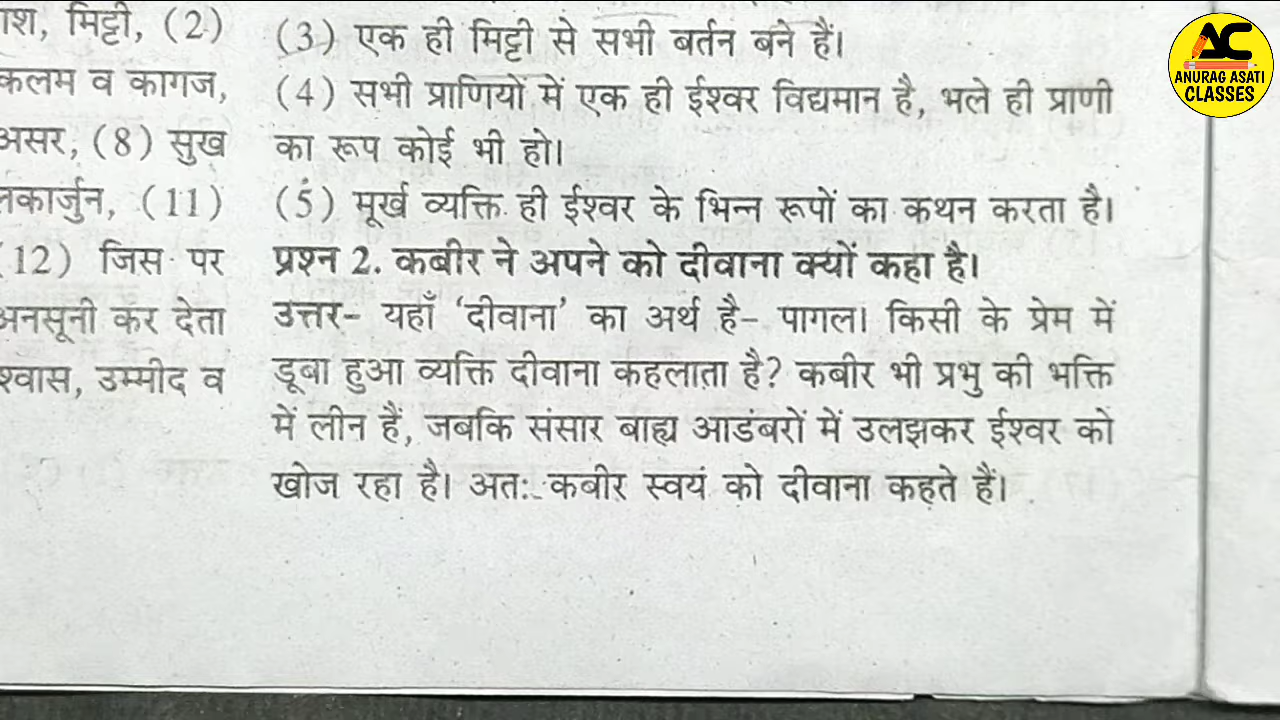 ाश, मिट्टी, (2)
कलम व कागज,
असर, (8) सुख
(11)
(12) जिस पर
अनसूनी कर देता
श्वास, उम्मीद व
(3) एक ही मिट्टी से सभी बर्तन बने हैं।
(4) सभी प्राणियों में एक ही ईश्वर विद्यमान है, भले ही प्राणी
का रूप कोई भी हो।
(5) मूर्ख व्यक्ति ही ईश्वर के भिन्न रूपों का कथन करता है।
प्रश्न 2. कबीर ने अपने को दीवाना क्यों कहा है।
उत्तर- यहाँ ‘दीवाना’ का अर्थ है- पागल। किसी के प्रेम में
डूबा हुआ व्यक्ति दीवाना कहलाता है? कबीर भी प्रभु की भक्ति
में लीन हैं, जबकि संसार बाह्य आडंबरों में उलझकर ईश्वर को
खोज रहा है। अत: कबीर स्वयं को दीवाना कहते हैं।
AC
ANURAG ASATI
CLASSES